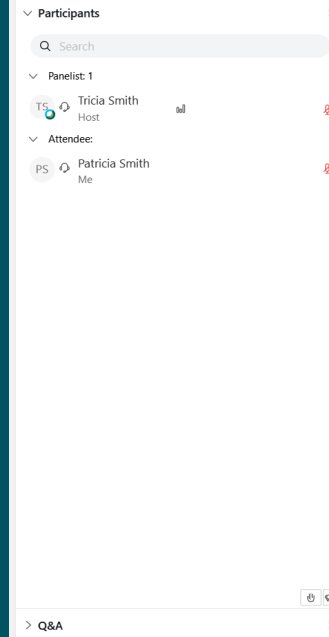 Participants
Search
Panelist: 1
TS
Tricia Smith
Host
Attendee:
PS
Patricia Smith
Me
Q&A